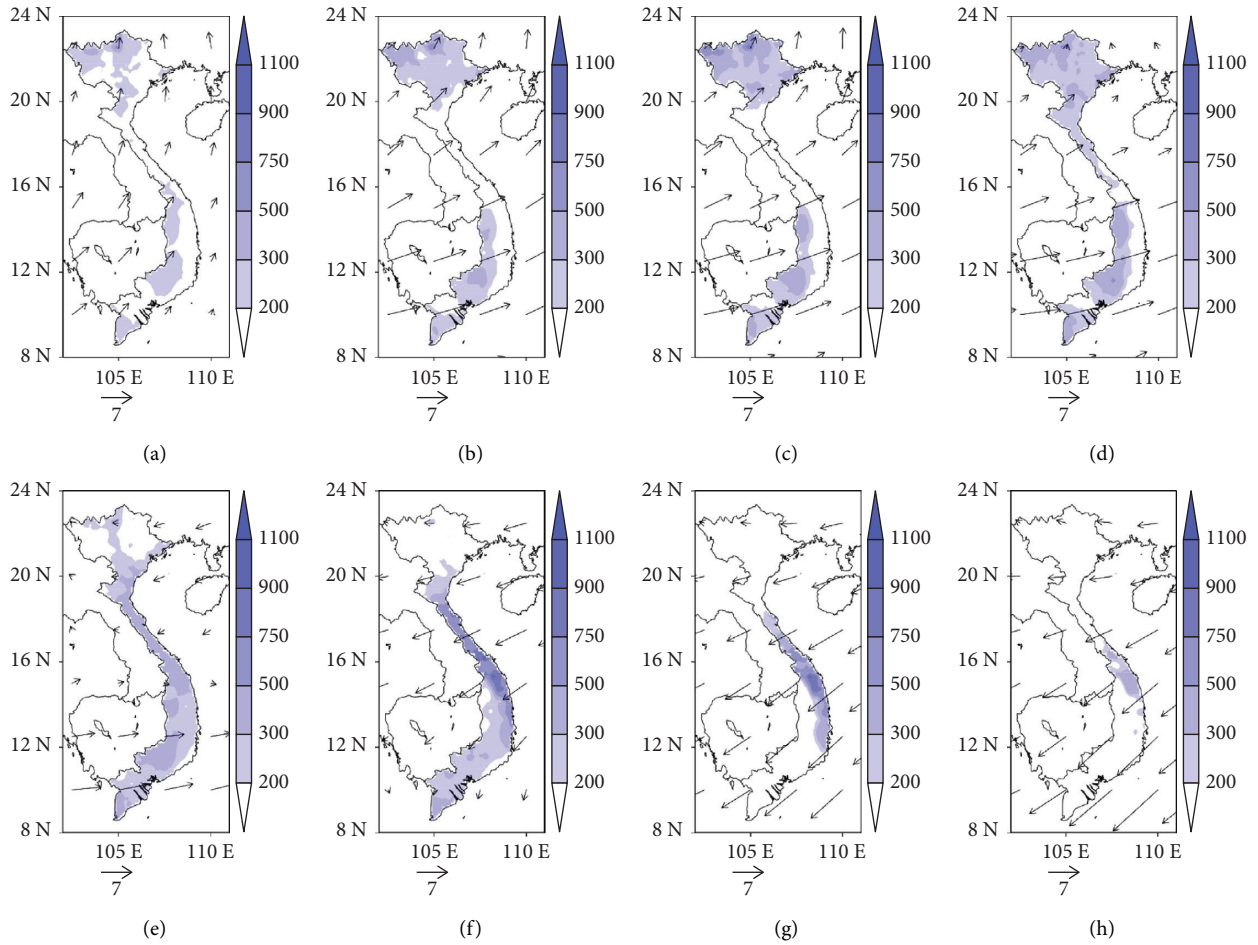 24 N
20 N
16 N
12 N
8 N
105 E 110 E
7
1100
900
750
500
300
200
(a)
24 N
20 N
16 N
12 N
8 N
105 E 110 E
7
1100
900
750
500
300
200
(b)
24 N
20 N
16 N
12 N
8 N
105 E 110 E
7
1100
900
750
500
300
200
(c)
24 N
20 N
16 N
12 N
8 N
105 E 110 E
7
1100
900
750
500
300
200
(d)
24 N
20 N
16 N
12 N
8 N
105 E 110 E
7
1100
900
750
500
300
200
(e)
24 N
20 N
16 N
12 N
8 N
105 E 110 E
7
1100
900
750
500
300
200
(f)
24 N
20 N
16 N
12 N
8 N
105 E 110 E
7
1100
900
750
500
300
200
(g)
24 N
20 N
16 N
12 N
8 N
105 E 110 E
7
1100
900
750
500
300
200
(h)